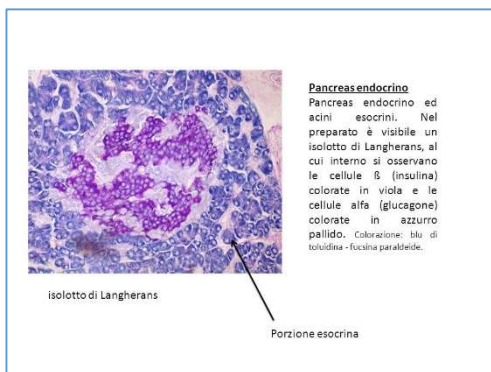 Pancreas endocrino
Pancreas endocrino ed
acini esocrini. Nel
preparato è visibile un
isolotto di Langherans, al
cui interno si osservano
le cellule ß (insulina)
colorate in viola e le
cellule alfa (glucagone)
colorate in azzurro
pallido. Colorazione: blu di
toluidina - fucsina paraldeide.
isolotto di Langherans
Porzione esocrina